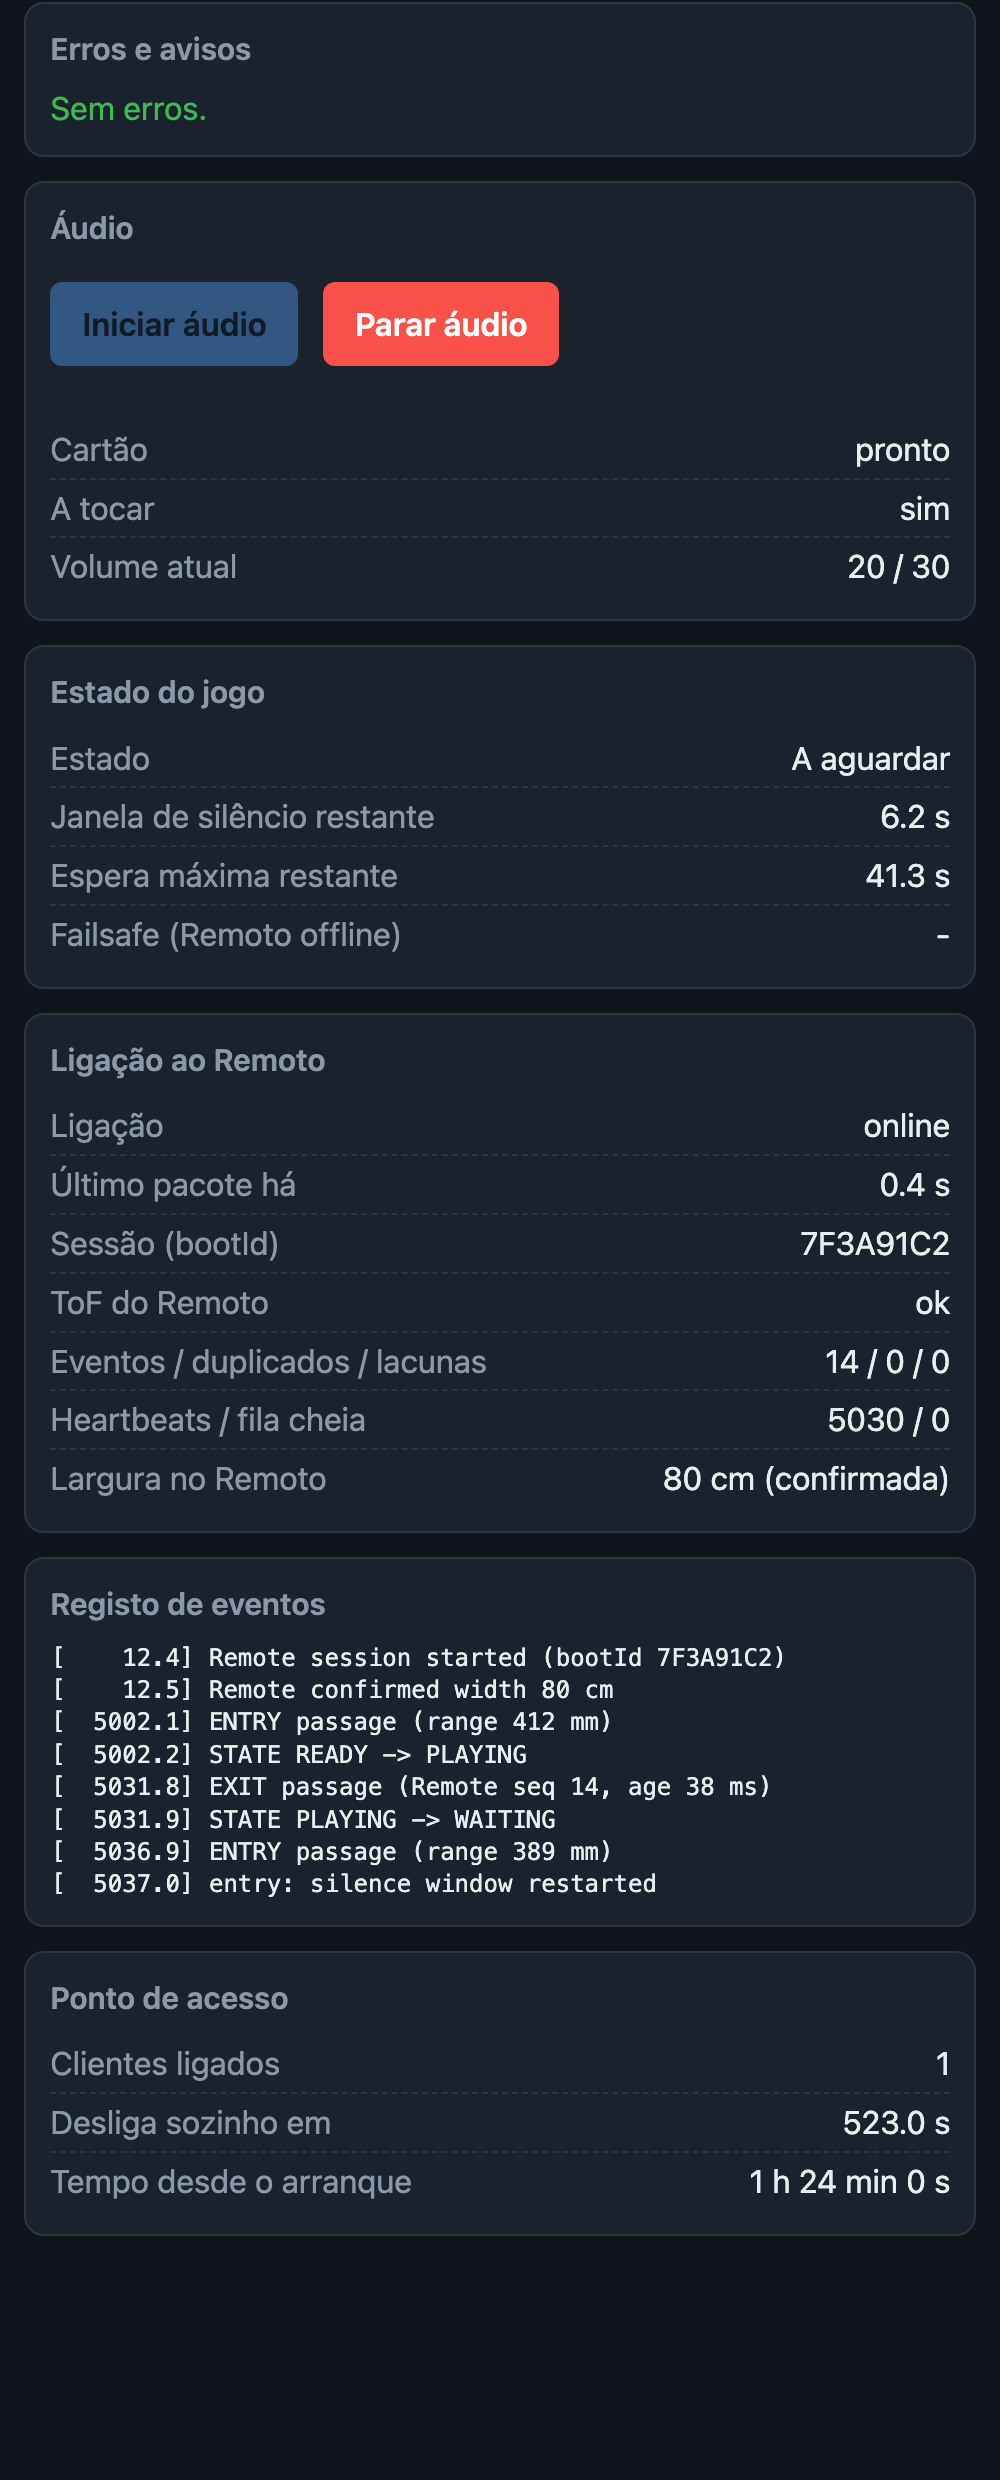 Erros e avisos
Sem erros.
Áudio
Iniciar áudio Parar áudio
Cartão pronto
A tocar sim
Volume atual 20 / 30
Estado do jogo
Estado A aguardar
Janela de silêncio restante 6.2 s
Espera máxima restante 41.3 s
Failsafe (Remoto offline) -
Ligação ao Remoto
Ligação online
Último pacote há 0.4 s
Sessão (bootId) 7F3A91C2
ToF do Remoto ok
Eventos / duplicados / lacunas 14 / 0 / 0
Heartbeats / fila cheia 5030 / 0
Largura no Remoto 80 cm (confirmada)
Registo de eventos
[    12.4] Remote session started (bootId 7F3A91C2)
[    12.5] Remote confirmed width 80 cm
[  5002.1] ENTRY passage (range 412 mm)
[  5002.2] STATE READY -> PLAYING
[  5031.8] EXIT passage (Remote seq 14, age 38 ms)
[  5031.9] STATE PLAYING -> WAITING
[  5036.9] ENTRY passage (range 389 mm)
[  5037.0] entry: silence window restarted
Ponto de acesso
Clientes ligados 1
Desliga sozinho em 523.0 s
Tempo desde o arranque 1 h 24 min 0 s